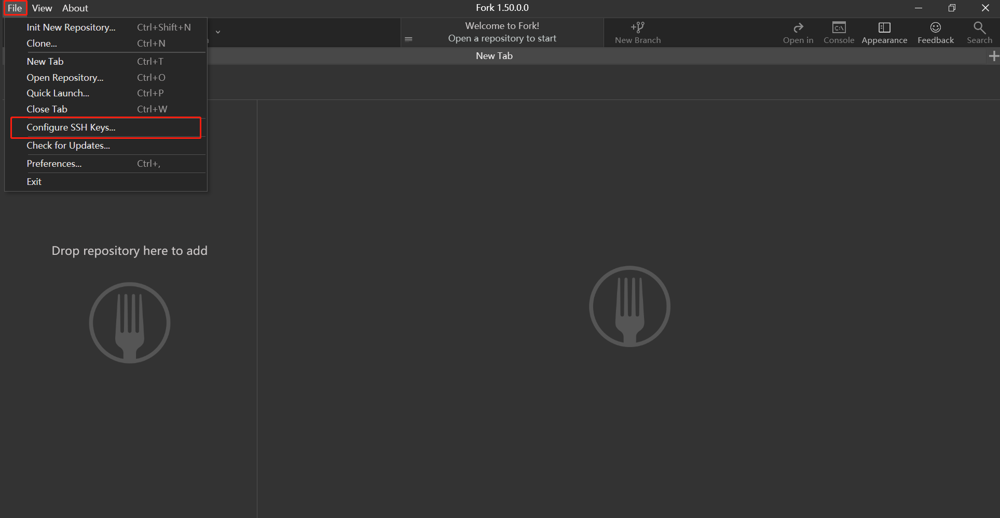 File View About Fork 1.50.0.0
Init New Repository... Ctrl+Shift+N
Clone... Ctrl+N
New Tab Ctrl+T
Open Repository... Ctrl+O
Quick Launch... Ctrl+P
Close Tab Ctrl+W
Configure SSH Keys...
Check for Updates...
Preferences... Ctrl+,
Exit
Welcome to Fork!
Open a repository to start
New Branch
Open in
C:\
Console
Appearance
Feedback
Search
New Tab
Drop repository here to add